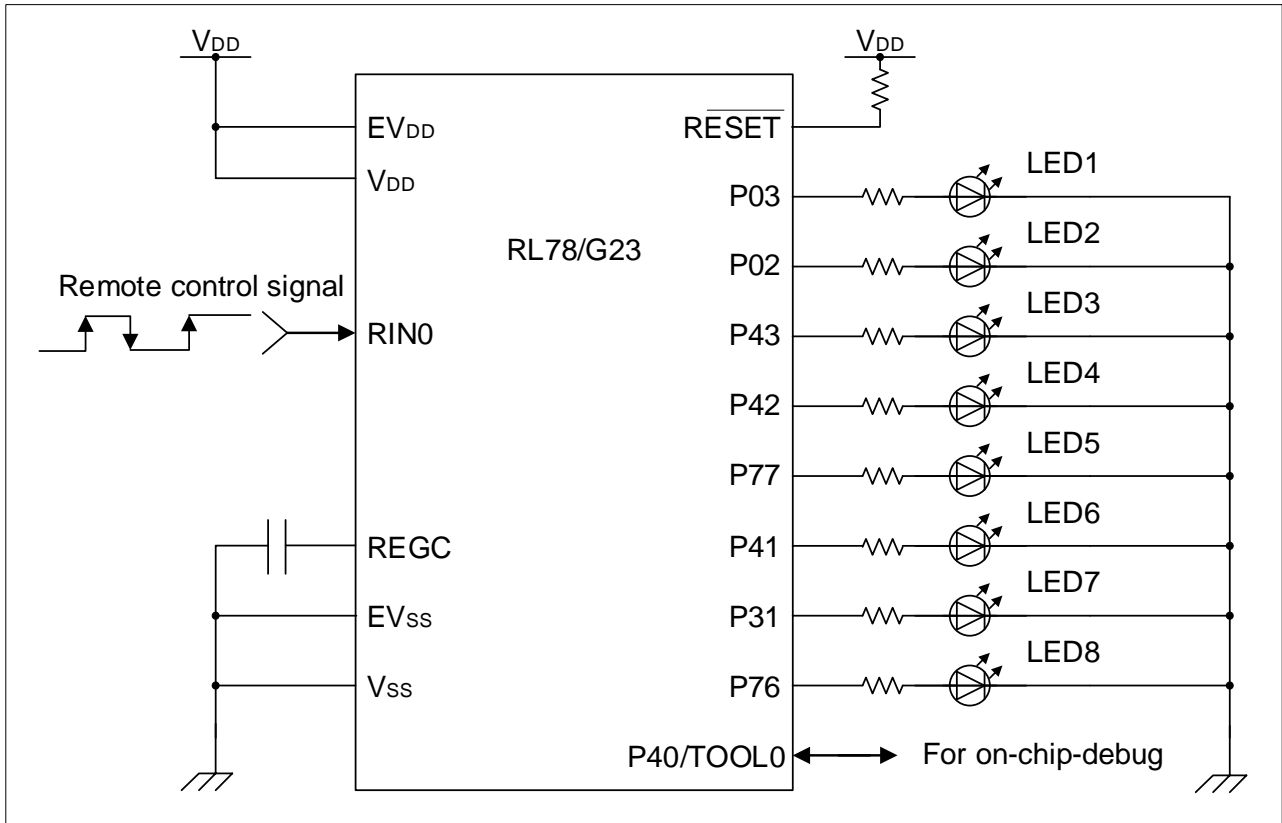 VDD
VDD
EVDD
VDD
RESET
P03
LED1
RL78/G23
P02
LED2
Remote control signal
RIN0
P43
LED3
P42
LED4
P77
LED5
REGC
P41
LED6
EVSS
P31
LED7
VSS
P76
LED8
P40/TOOL0
For on-chip-debug